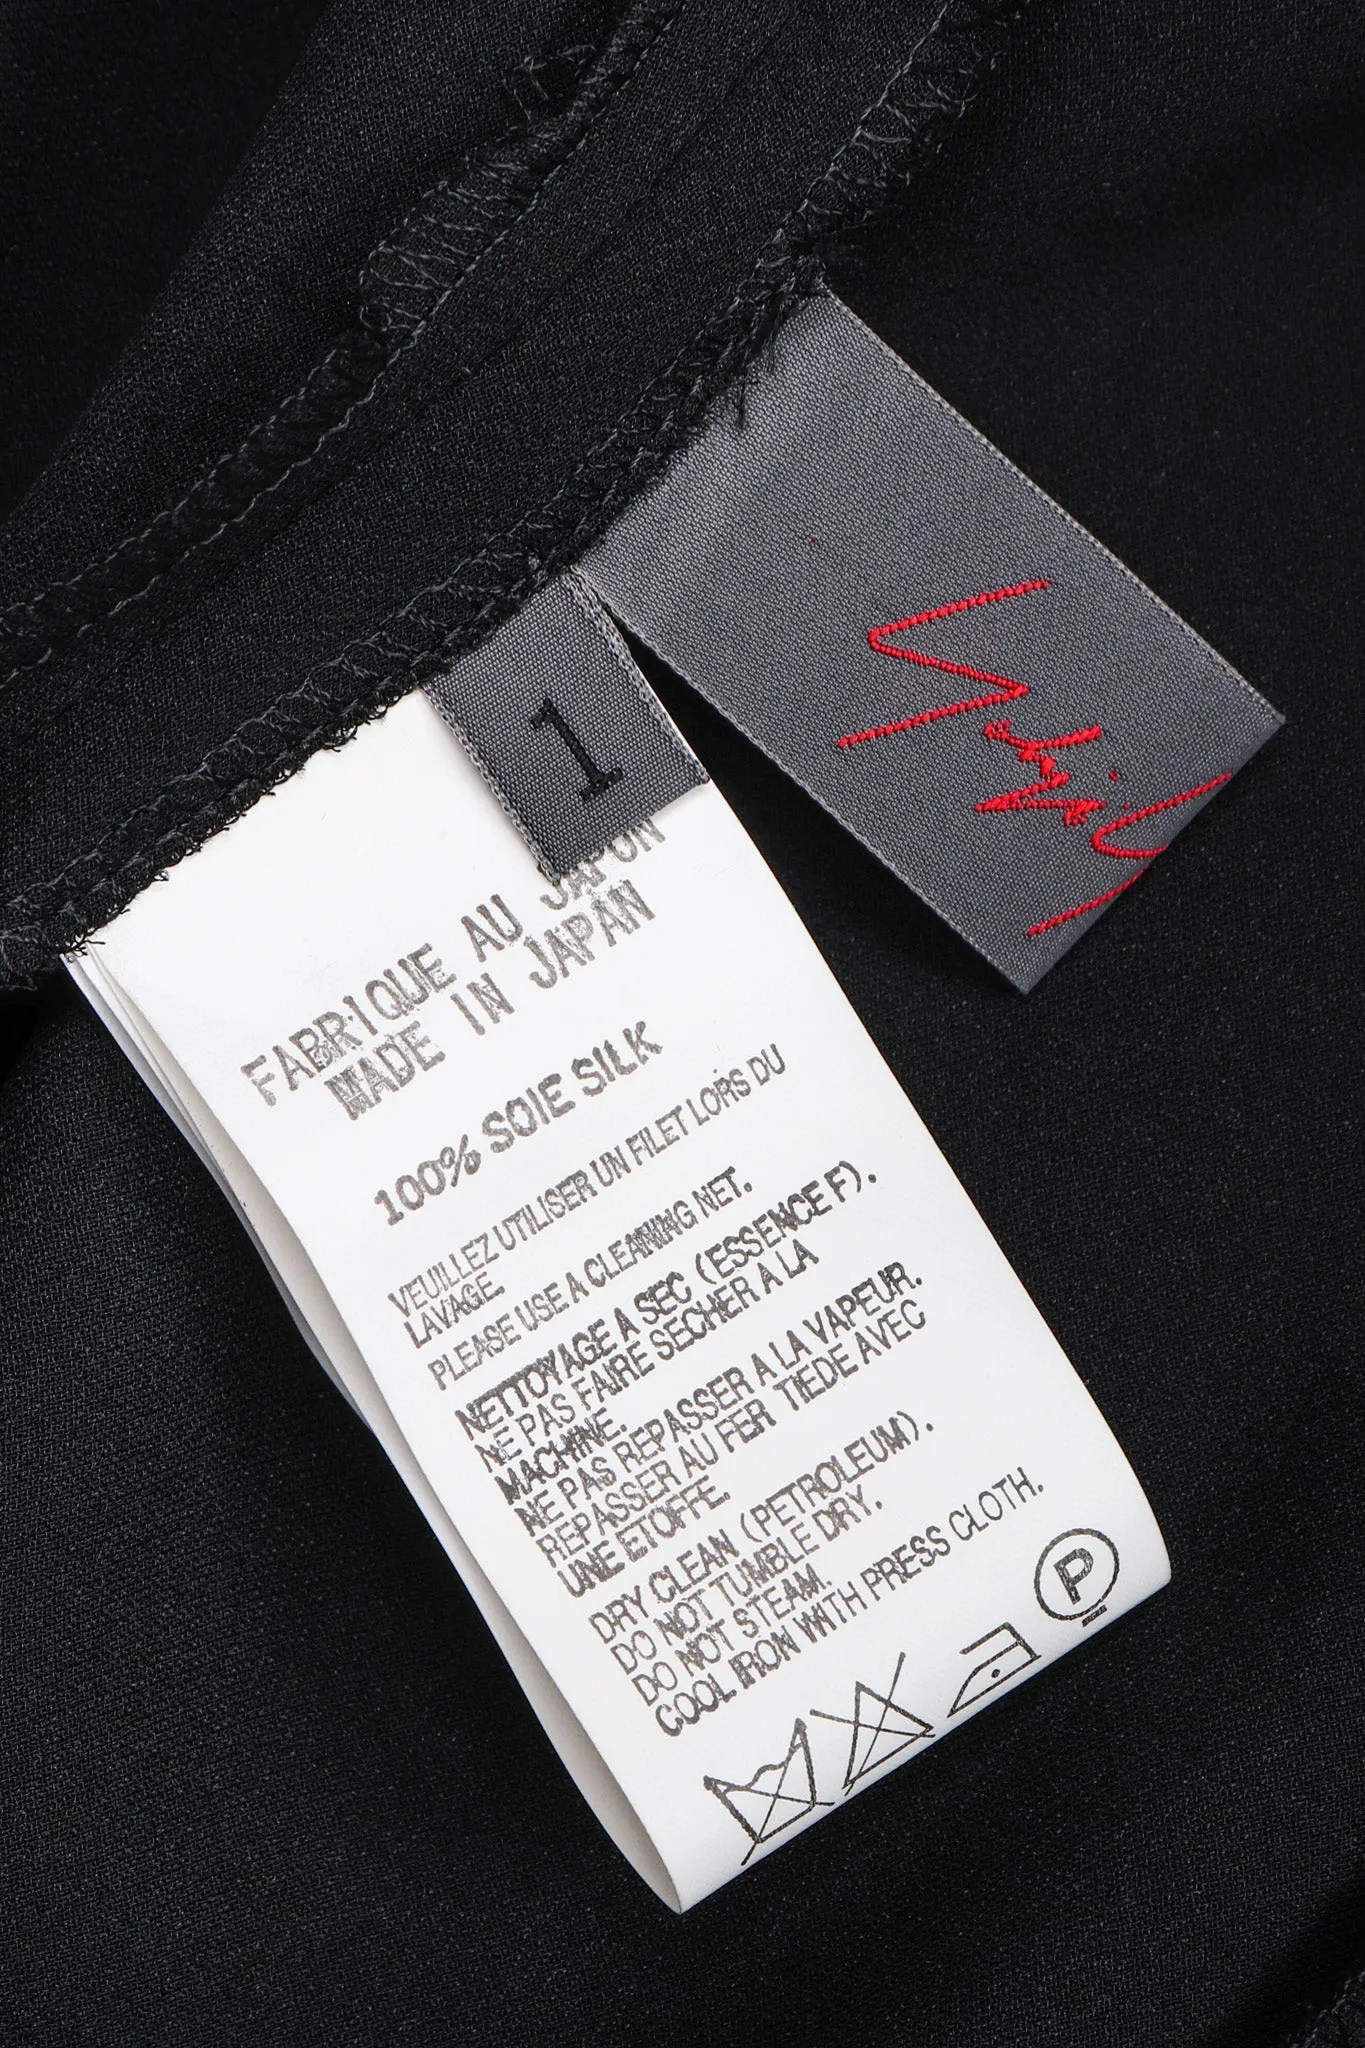 1
FABRIQUE AU JAPON
MADE IN JAPAN
100% SOIE SILK
VEUILLEZ UTILISER UN FILET LORS DU
LAVAGE.
PLEASE USE A CLEANING NET.
NETTOYAGE A SEC (ESSENCE F).
NE PAS FAIRE SECHER A LA
MACHINE.
NE PAS REPASSER A LA VAPEUR.
REPASSER AU FER TIEDE AVEC
UNE ETOFFE.
DRY CLEAN (PETROLEUM).
DO NOT TUMBLE DRY.
DO NOT STEAM.
COOL IRON WITH PRESS CLOTH.
P